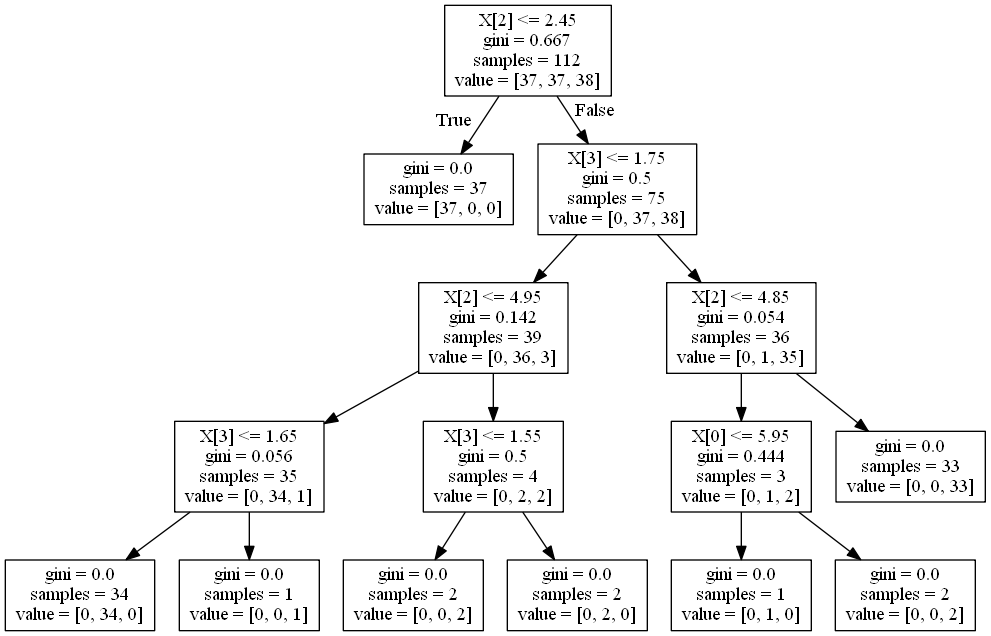 X[2] <= 2.45
gini = 0.667
samples = 112
value = [37, 37, 38]
True
False
gini = 0.0
samples = 37
value = [37, 0, 0]
X[3] <= 1.75
gini = 0.5
samples = 75
value = [0, 37, 38]
X[2] <= 4.95
gini = 0.142
samples = 39
value = [0, 36, 3]
X[2] <= 4.85
gini = 0.054
samples = 36
value = [0, 1, 35]
X[3] <= 1.65
gini = 0.056
samples = 35
value = [0, 34, 1]
X[3] <= 1.55
gini = 0.5
samples = 4
value = [0, 2, 2]
X[0] <= 5.95
gini = 0.444
samples = 3
value = [0, 1, 2]
gini = 0.0
samples = 33
value = [0, 0, 33]
gini = 0.0
samples = 34
value = [0, 34, 0]
gini = 0.0
samples = 1
value = [0, 0, 1]
gini = 0.0
samples = 2
value = [0, 0, 2]
gini = 0.0
samples = 2
value = [0, 2, 0]
gini = 0.0
samples = 1
value = [0, 1, 0]
gini = 0.0
samples = 2
value = [0, 0, 2]